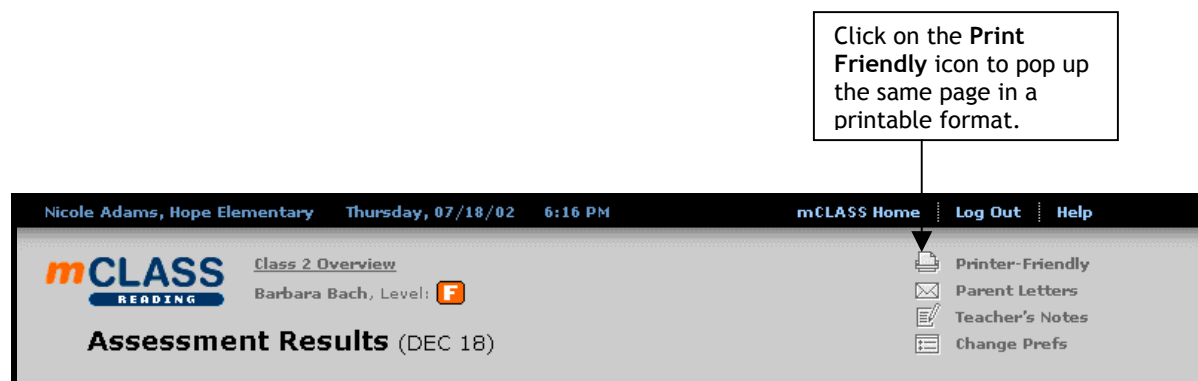 Click on the Print
Friendly icon to pop up
the same page in a
printable format.
Nicole Adams, Hope Elementary Thursday, 07/18/02 6:16 PM mCLASS Home Log Out Help
mCLASS
READING
Class 2 Overview
Barbara Bach, Level: F
Assessment Results (DEC 18)
Printer-Friendly
Parent Letters
Teacher's Notes
Change Prefs